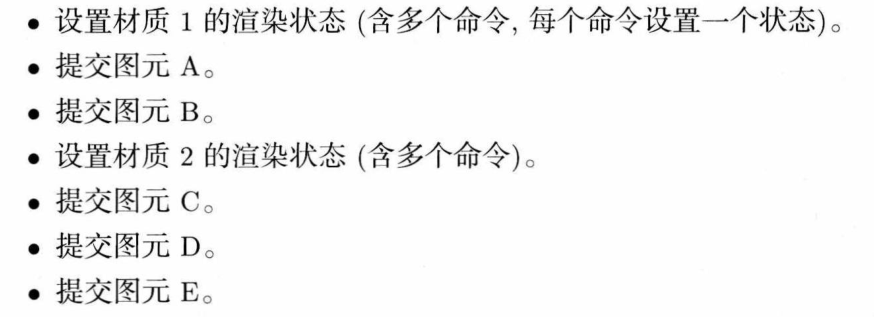 • 设置材质 1 的渲染状态 (含多个命令, 每个命令设置一个状态)。
• 提交图元 A。
• 提交图元 B。
• 设置材质 2 的渲染状态 (含多个命令)。
• 提交图元 C。
• 提交图元 D。
• 提交图元 E。